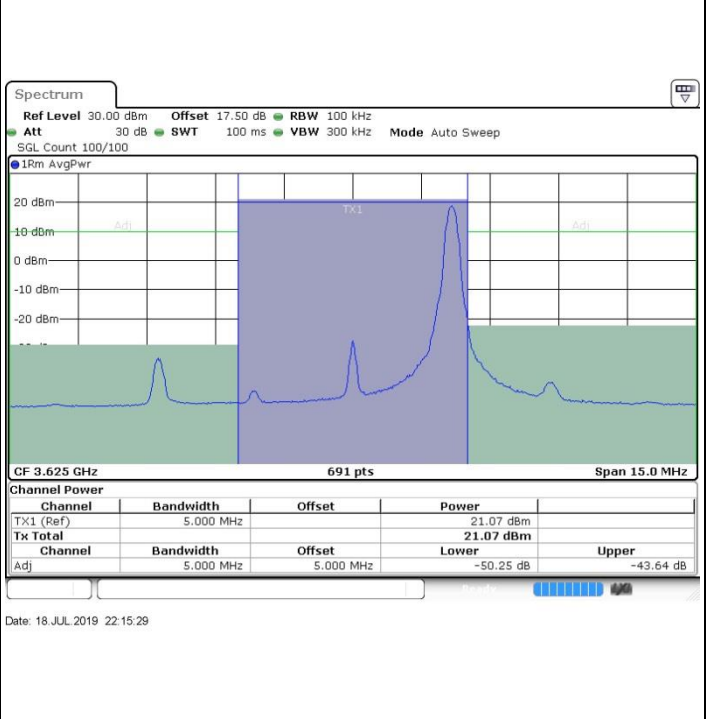 Spectrum
Ref Level 30.00 dBm Offset 17.50 dB RBW 100 kHz
Att 30 dB SWT 100 ms VBW 300 kHz Mode Auto Sweep
SGL Count 100/100
1Rm AvgPwr
20 dBm
TX1
10 dBm
Adj
Adj
0 dBm
-10 dBm
-20 dBm
CF 3.625 GHz 691 pts Span 15.0 MHz
Channel Power
Channel Bandwidth Offset Power
TX1 (Ref) 5.000 MHz 21.07 dBm
Tx Total 21.07 dBm
Channel Bandwidth Offset Lower Upper
Adj 5.000 MHz 5.000 MHz -50.25 dB -43.64 dB
Date: 18.JUL.2019 22:15:29